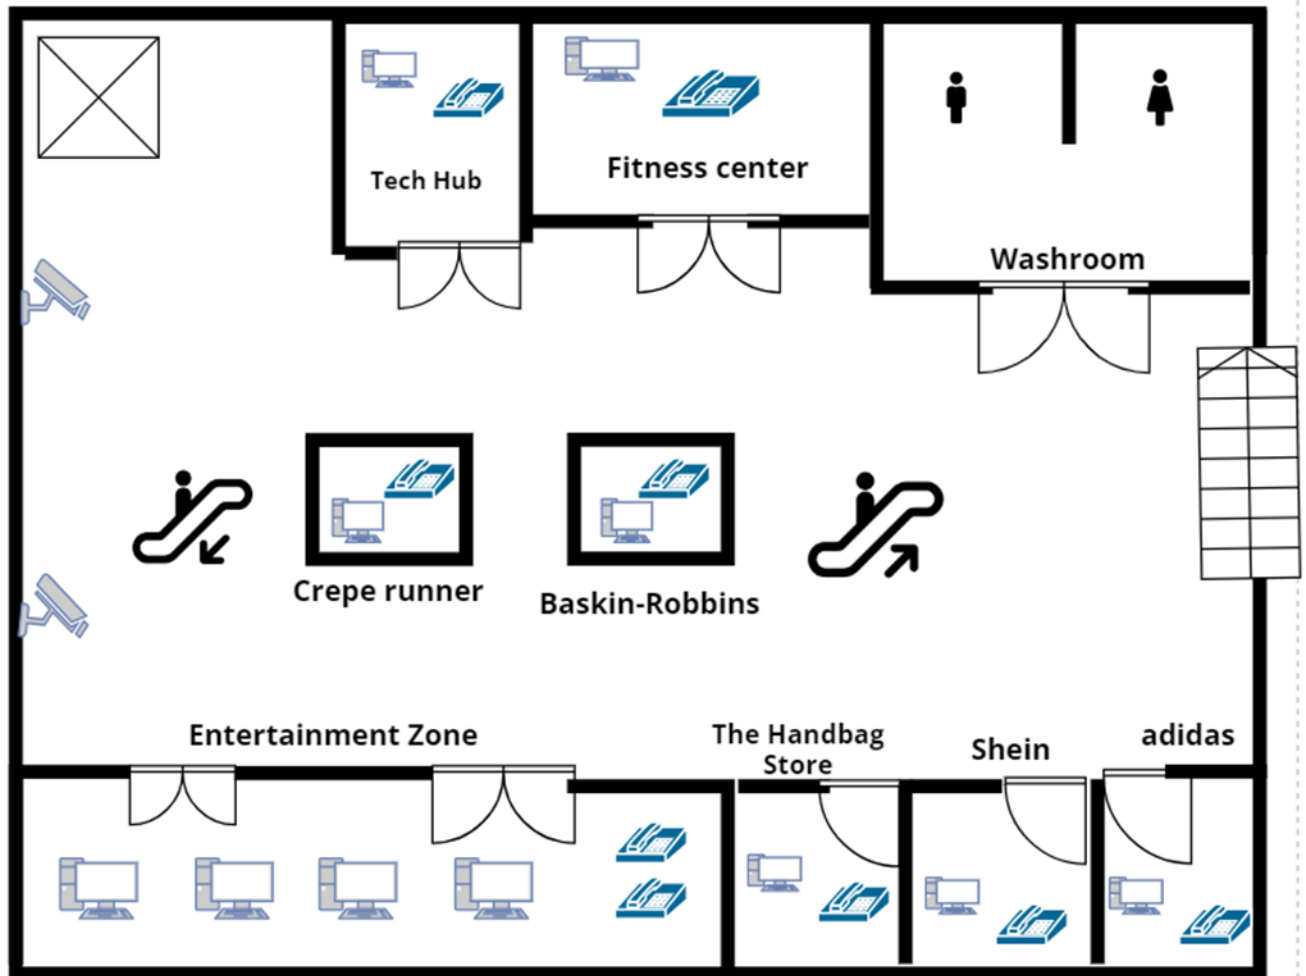 Tech Hub
Fitness center
Washroom
Crepe runner
Baskin-Robbins
Entertainment Zone
The Handbag
Store
Shein
adidas